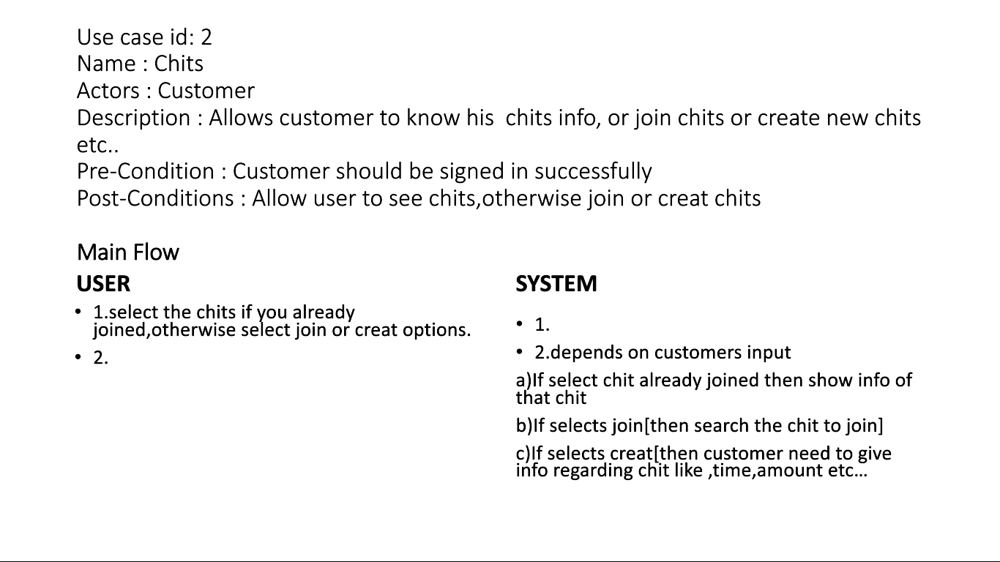 Use case id: 2
Name : Chits
Actors : Customer
Description : Allows customer to know his  chits info, or join chits or create new chits
etc..
Pre-Condition : Customer should be signed in successfully
Post-Conditions : Allow user to see chits,otherwise join or creat chits
Main Flow
USER
• 1.select the chits if you already
joined,otherwise select join or creat options.
• 2.
SYSTEM
• 1.
• 2.depends on customers input
a)If select chit already joined then show info of
that chit
b)If selects join[then search the chit to join]
c)If selects creat[then customer need to give
info regarding chit like ,time,amount etc...